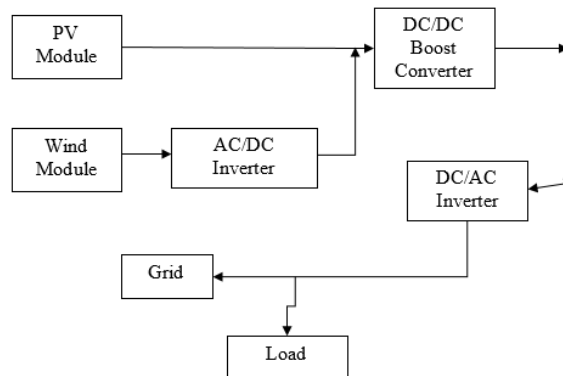 PV
Module
DC/DC
Boost
Converter
Wind
Module
AC/DC
Inverter
DC/AC
Inverter
Grid
Load